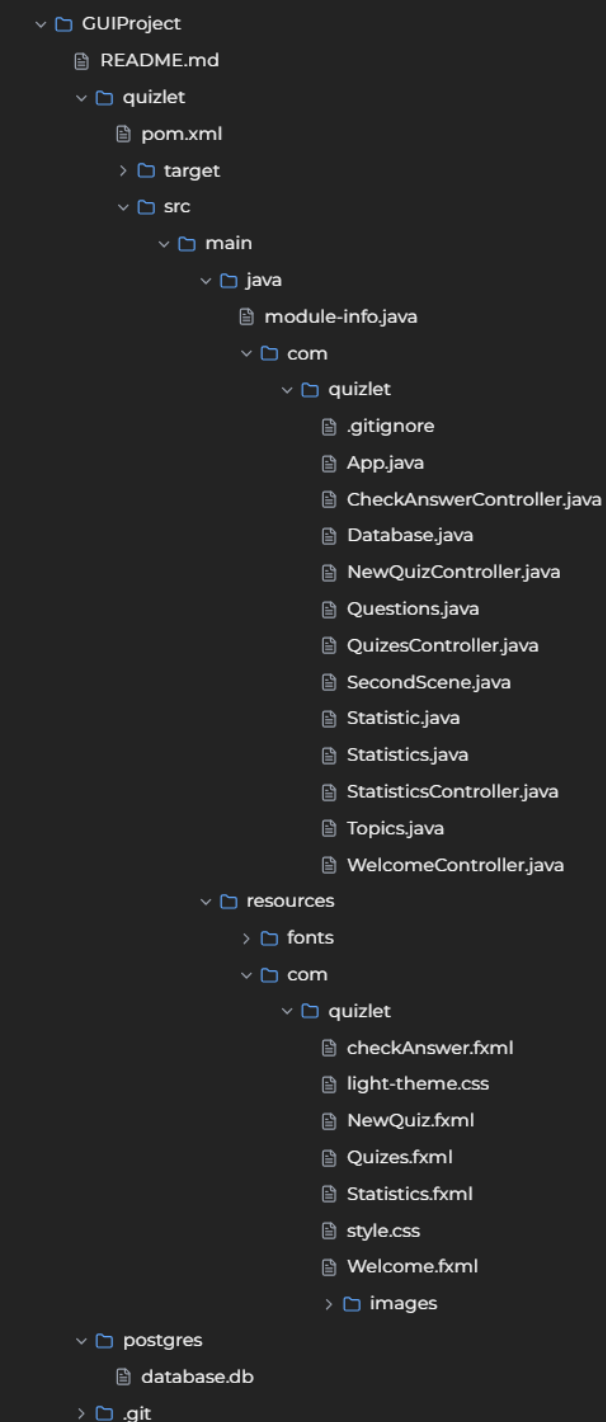 GUIProject
README.md
quizlet
pom.xml
target
src
main
java
module-info.java
com
quizlet
.gitignore
App.java
CheckAnswerController.java
Database.java
NewQuizController.java
Questions.java
QuizesController.java
SecondScene.java
Statistic.java
Statistics.java
StatisticsController.java
Topics.java
WelcomeController.java
resources
fonts
com
quizlet
checkAnswer.fxml
light-theme.css
NewQuiz.fxml
Quizes.fxml
Statistics.fxml
style.css
Welcome.fxml
images
postgres
database.db
.git